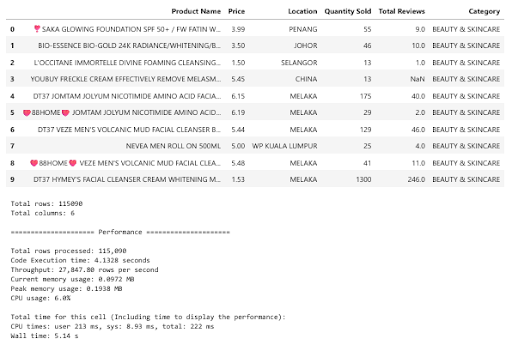 Product Name Price Location Quantity Sold Total Reviews Category
0 SAKA GLOWING FOUNDATION SPF 50+ / FW FATIN W... 3.99 PENANG 55 9.0 BEAUTY & SKINCARE
1 BIO-ESSENCE BIO-GOLD 24K RADIANCE/WHITENING/B... 3.50 JOHOR 46 10.0 BEAUTY & SKINCARE
2 L'OCCITANE IMMORTELLE DIVINE FOAMING CLEANSING... 1.50 SELANGOR 13 1.0 BEAUTY & SKINCARE
3 YOUBUY FRECKLE CREAM EFFECTIVELY REMOVE MELASM... 5.45 CHINA 13 NaN BEAUTY & SKINCARE
4 DT37 JOMTAM JOLYUM NICOTIMIDE AMINO ACID FACIA... 6.15 MELAKA 175 40.0 BEAUTY & SKINCARE
5 💗88HOME💗 JOMTAM JOLYUM NICOTIMIDE AMINO ACID... 6.19 MELAKA 29 2.0 BEAUTY & SKINCARE
6 DT37 VEZE MEN'S VOLCANIC MUD FACIAL CLEANSER B... 5.44 MELAKA 129 46.0 BEAUTY & SKINCARE
7 NEVEA MEN ROLL ON 500ML 5.00 WP KUALA LUMPUR 25 4.0 BEAUTY & SKINCARE
8 💗88HOME💗 VEZE MEN'S VOLCANIC MUD FACIAL CLEA... 5.48 MELAKA 41 11.0 BEAUTY & SKINCARE
9 DT37 HYMEY'S FACIAL CLEANSER CREAM WHITENING M... 1.53 MELAKA 1300 246.0 BEAUTY & SKINCARE
Total rows: 115090
Total columns: 6
===================== Performance =====================
Total rows processed: 115,090
Code Execution time: 4.1328 seconds
Throughput: 27,847.80 rows per second
Current memory usage: 0.0972 MB
Peak memory usage: 0.1938 MB
CPU usage: 6.0%
Total time for this cell (Including time to display the performance):
CPU times: user 213 ms, sys: 8.93 ms, total: 222 ms
Wall time: 5.14 s